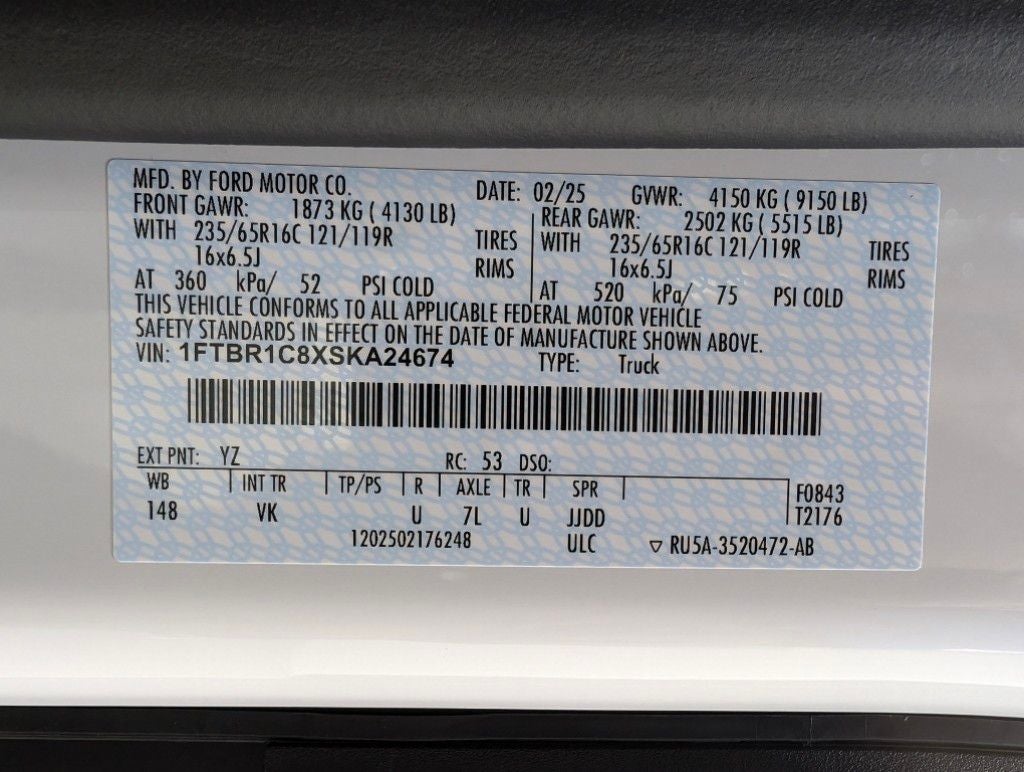 MFD. BY FORD MOTOR CO. DATE: 02/25 GVWR: 4150 KG ( 9150 LB)
FRONT GAWR: 1873 KG ( 4130 LB) REAR GAWR: 2502 KG ( 5515 LB)
WITH 235/65R16C 121/119R TIRES WITH 235/65R16C 121/119R TIRES
16x6.5J RIMS 16x6.5J RIMS
AT 360 kPa/ 52 PSI COLD AT 520 kPa/ 75 PSI COLD
THIS VEHICLE CONFORMS TO ALL APPLICABLE FEDERAL MOTOR VEHICLE
SAFETY STANDARDS IN EFFECT ON THE DATE OF MANUFACTURE SHOWN ABOVE.
VIN: 1FTBR1C8XSKA24674 TYPE: Truck
EXT PNT: YZ RC: 53 DSO:
WB INT TR TP/PS R AXLE TR SPR F0843
148 VK U 7L U JJDD T2176
1202502176248 ULC ▽ RU5A-3520472-AB